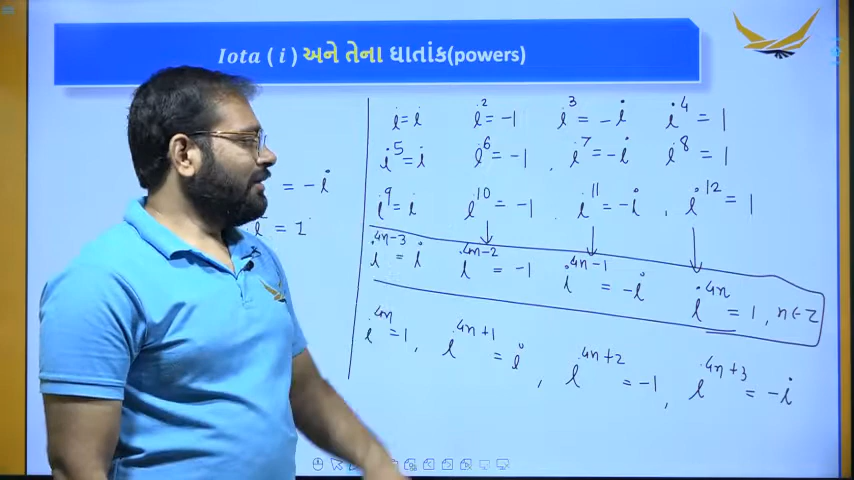 Iota ( i ) અને તેના ઘાતાંક(powers)
i = i i² = -1 i³ = -i i⁴ = 1
i⁵ = i i⁶ = -1 , i⁷ = -i i⁸ = 1
= -i
i⁹ = i i¹⁰ = -1 i¹¹ = -i , i¹² = 1
= 1
i⁴ⁿ⁻³ = i i⁴ⁿ⁻² = -1 i⁴ⁿ⁻¹ = -i i⁴ⁿ = 1 , n ∈ Z
i⁴ⁿ = 1 , i⁴ⁿ⁺¹ = i , i⁴ⁿ⁺² = -1 , i⁴ⁿ⁺³ = -i